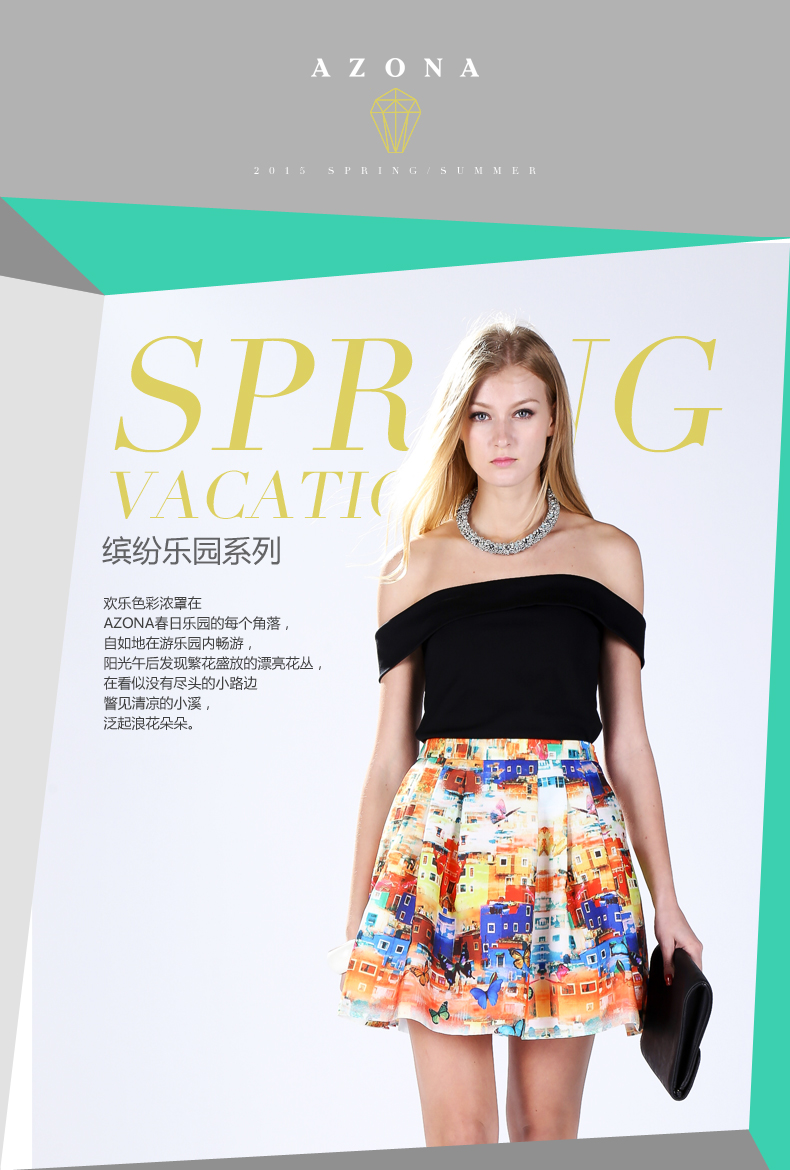 AZONA
2015 SPRING/SUMMER
SPR NG
VACATIO
缤纷乐园系列
欢乐色彩浓罩在
AZONA春日乐园的每个角落，
自如地在游乐园内畅游，
阳光午后发现繁花盛放的漂亮花丛，
在看似没有尽头的小路边
瞥见清凉的小溪，
泛起浪花朵朵。